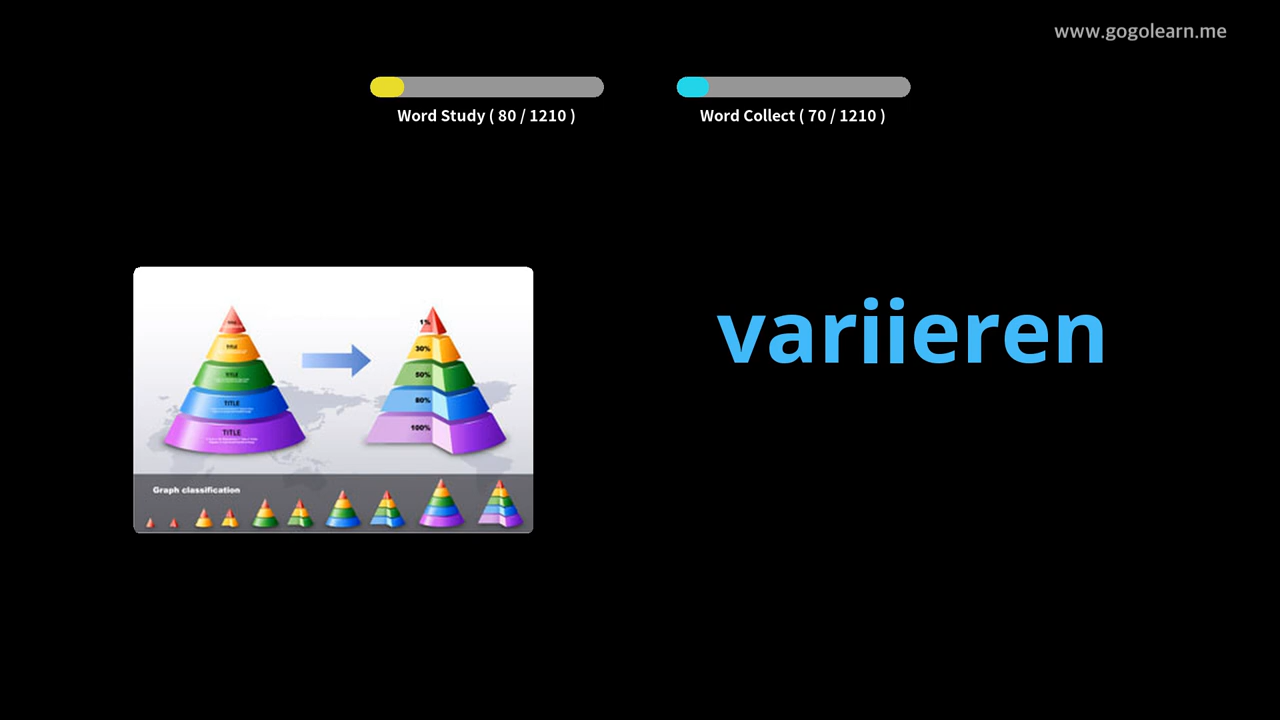 www.gogolearn.me
Word Study ( 80 / 1210 )
Word Collect ( 70 / 1210 )
variieren
1%
TITLE
30%
TITLE
50%
TITLE
80%
TITLE
100%
Graph classification